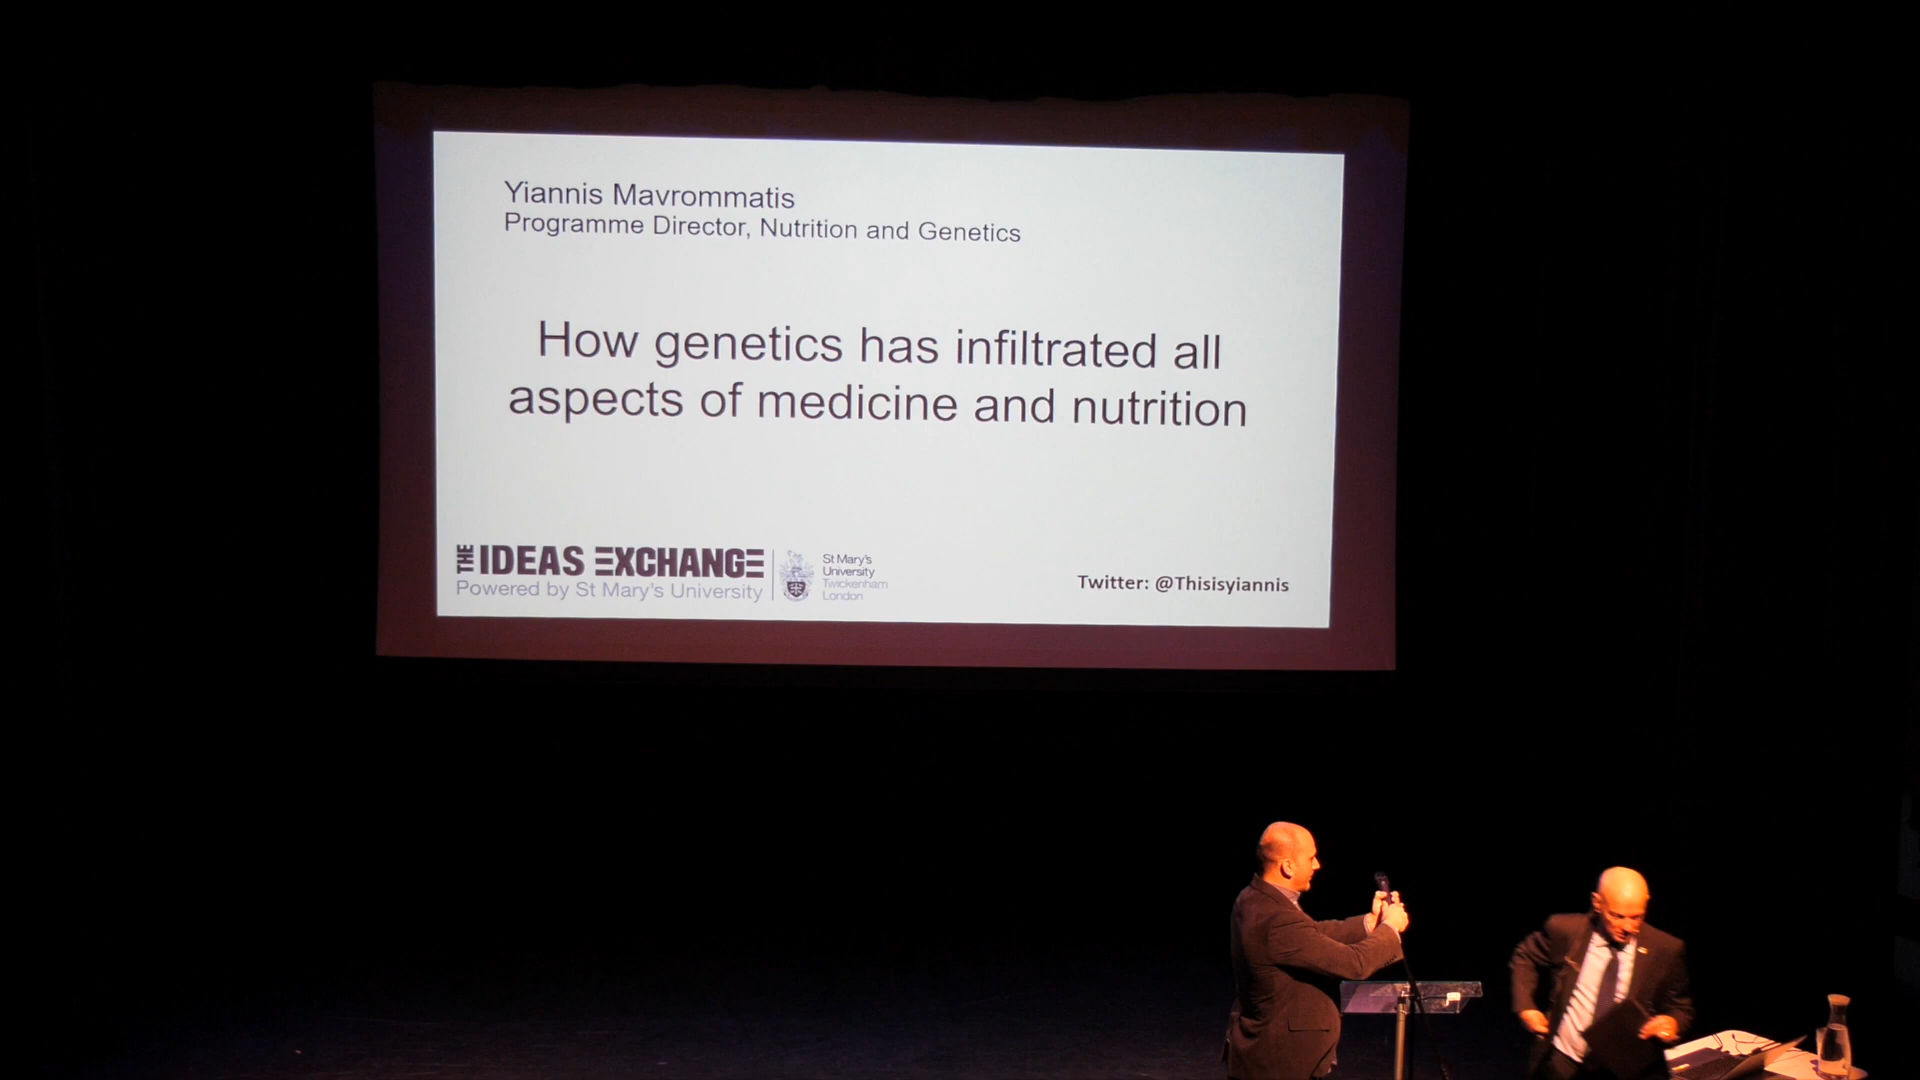 Yiannis Mavrommatis
Programme Director, Nutrition and Genetics
How genetics has infiltrated all
aspects of medicine and nutrition
THE IDEAS EXCHANGE
Powered by St Mary's University
St Mary's
University
Twickenham
London
Twitter: @Thisisyiannis